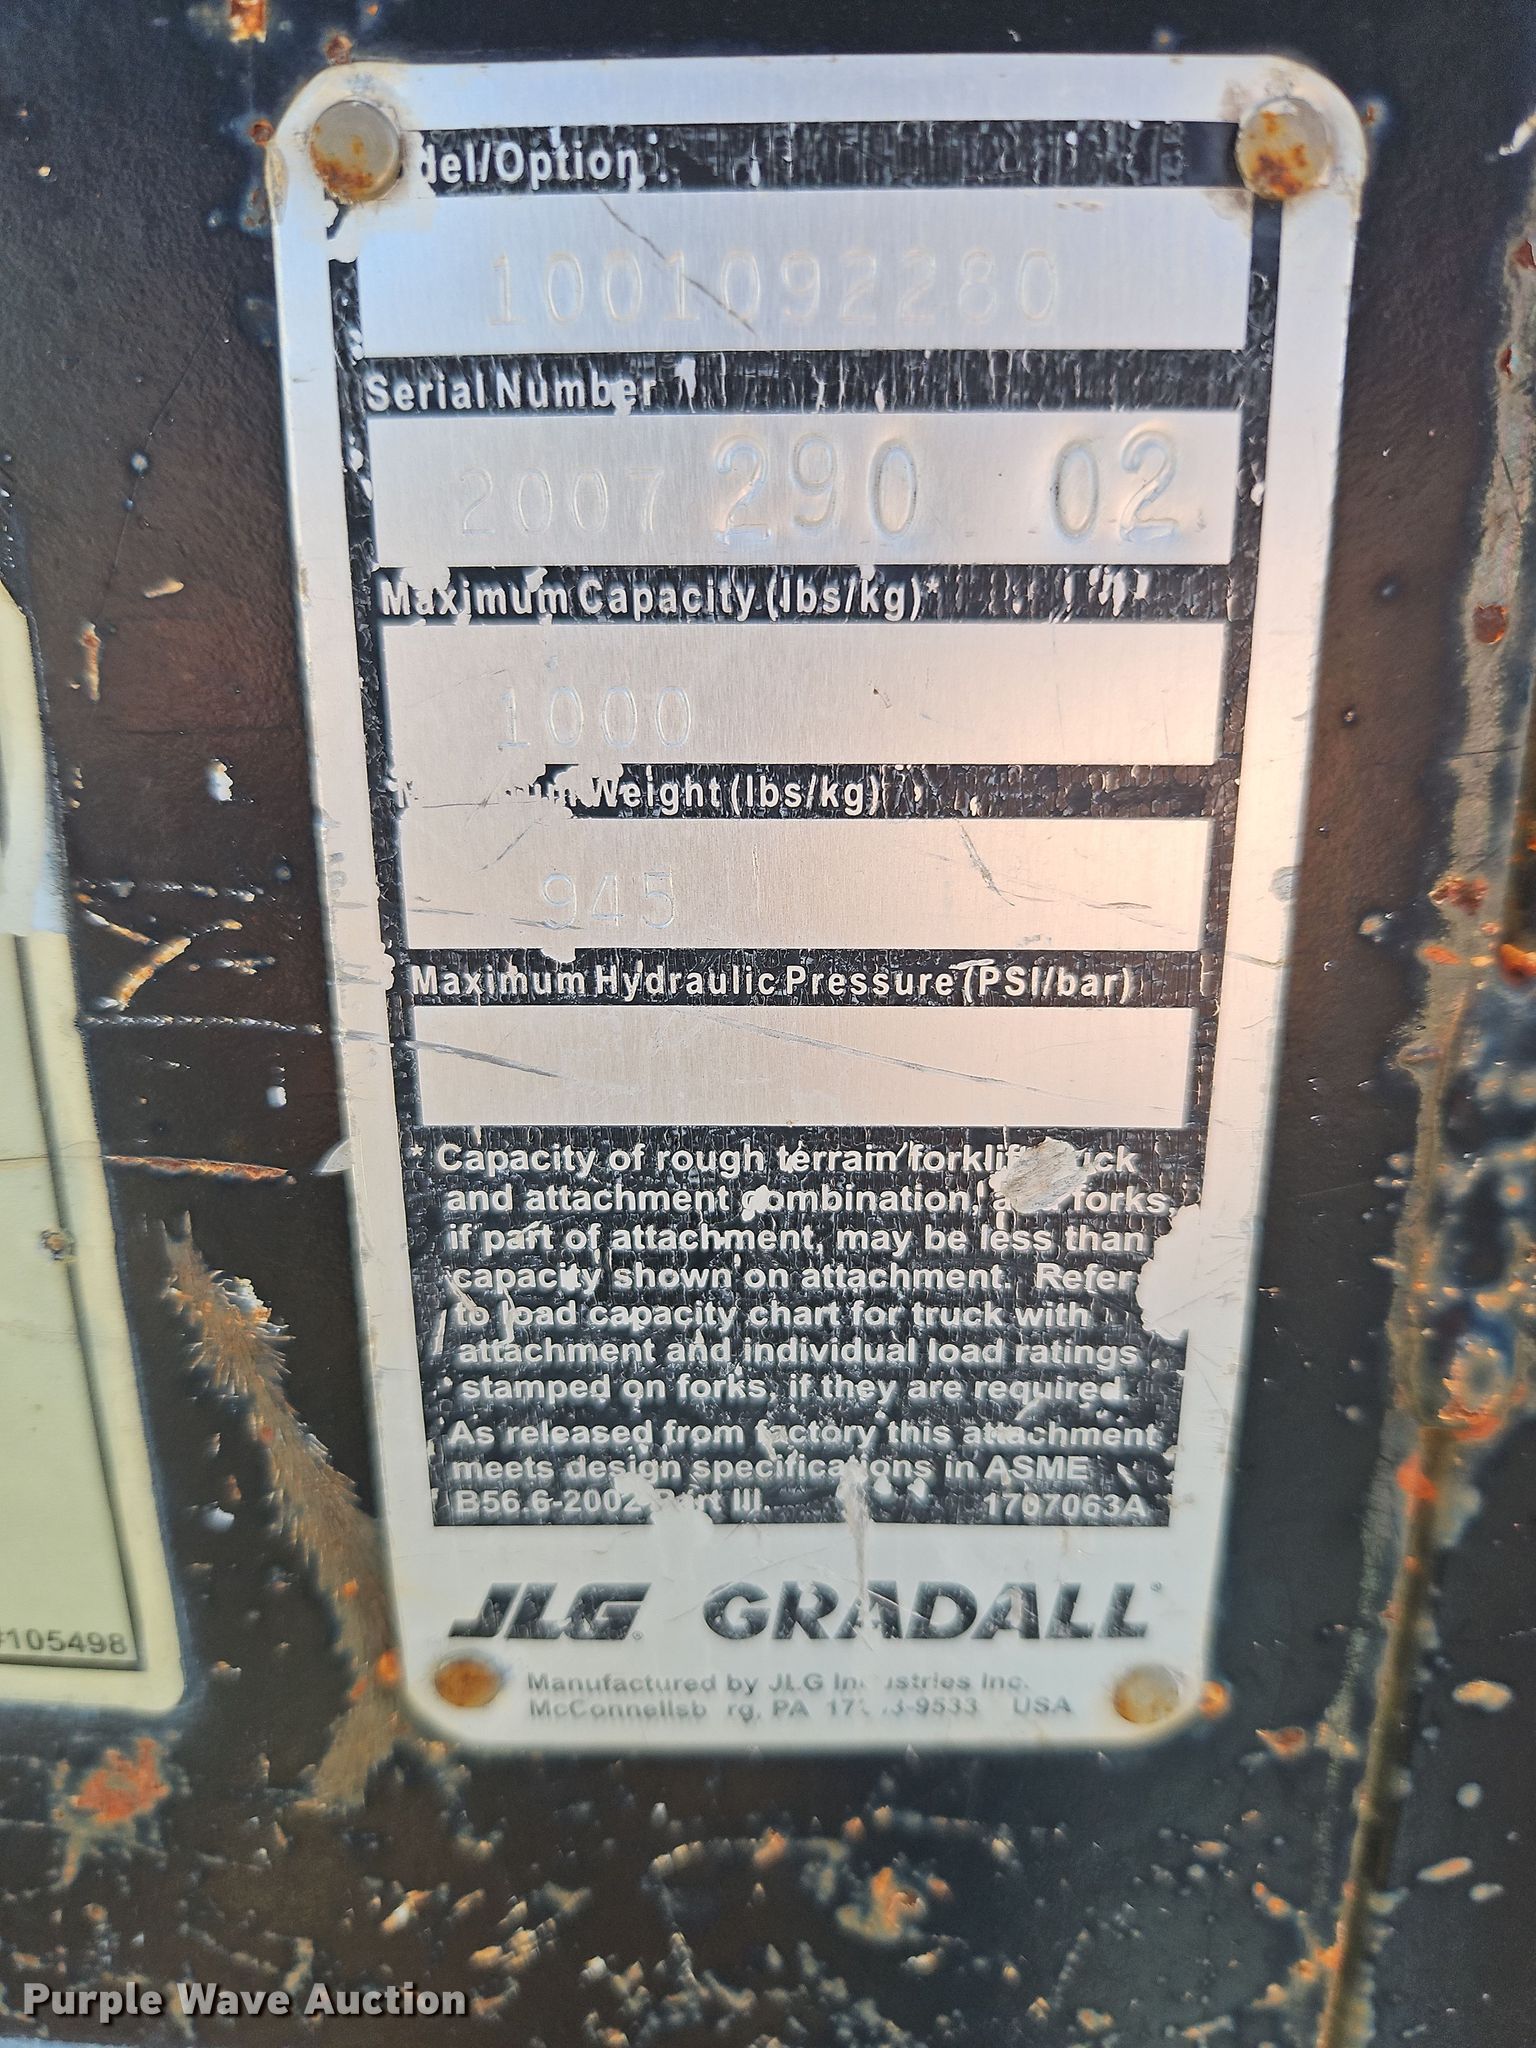 del/Option
1001092280
Serial Number
2007 290 02
Maximum Capacity (lbs/kg)*
1000
Weight (lbs/kg)
945
Maximum Hydraulic Pressure (PSI/bar)
* Capacity of rough terrain forklift
and attachment combination, forks,
if part of attachment, may be less than
capacity shown on attachment. Refer
to load capacity chart for truck with
attachment and individual load ratings
stamped on forks, if they are required.
As released from factory this attachment
meets design specifications in ASME
B56.6-2002 Part III. 1707063A
JLG® GRADALL®
Manufactured by JLG Industries Inc.
PA USA
105498
Purple Wave Auction